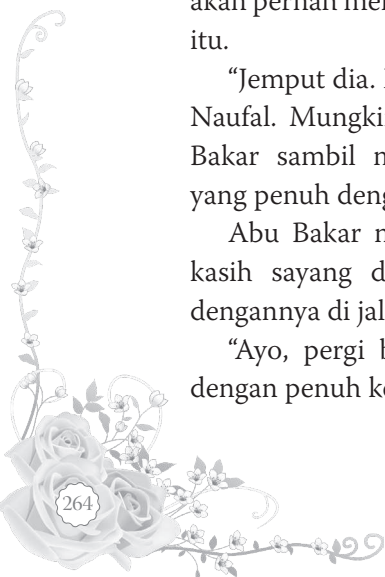 akan pernah
itu.
“Jemput dia.
Naufal.
Bakar sambil
yang penuh
Abu Bakar
kasih sayang
dengannya di
“Ayo, pergi
dengan penuh
264